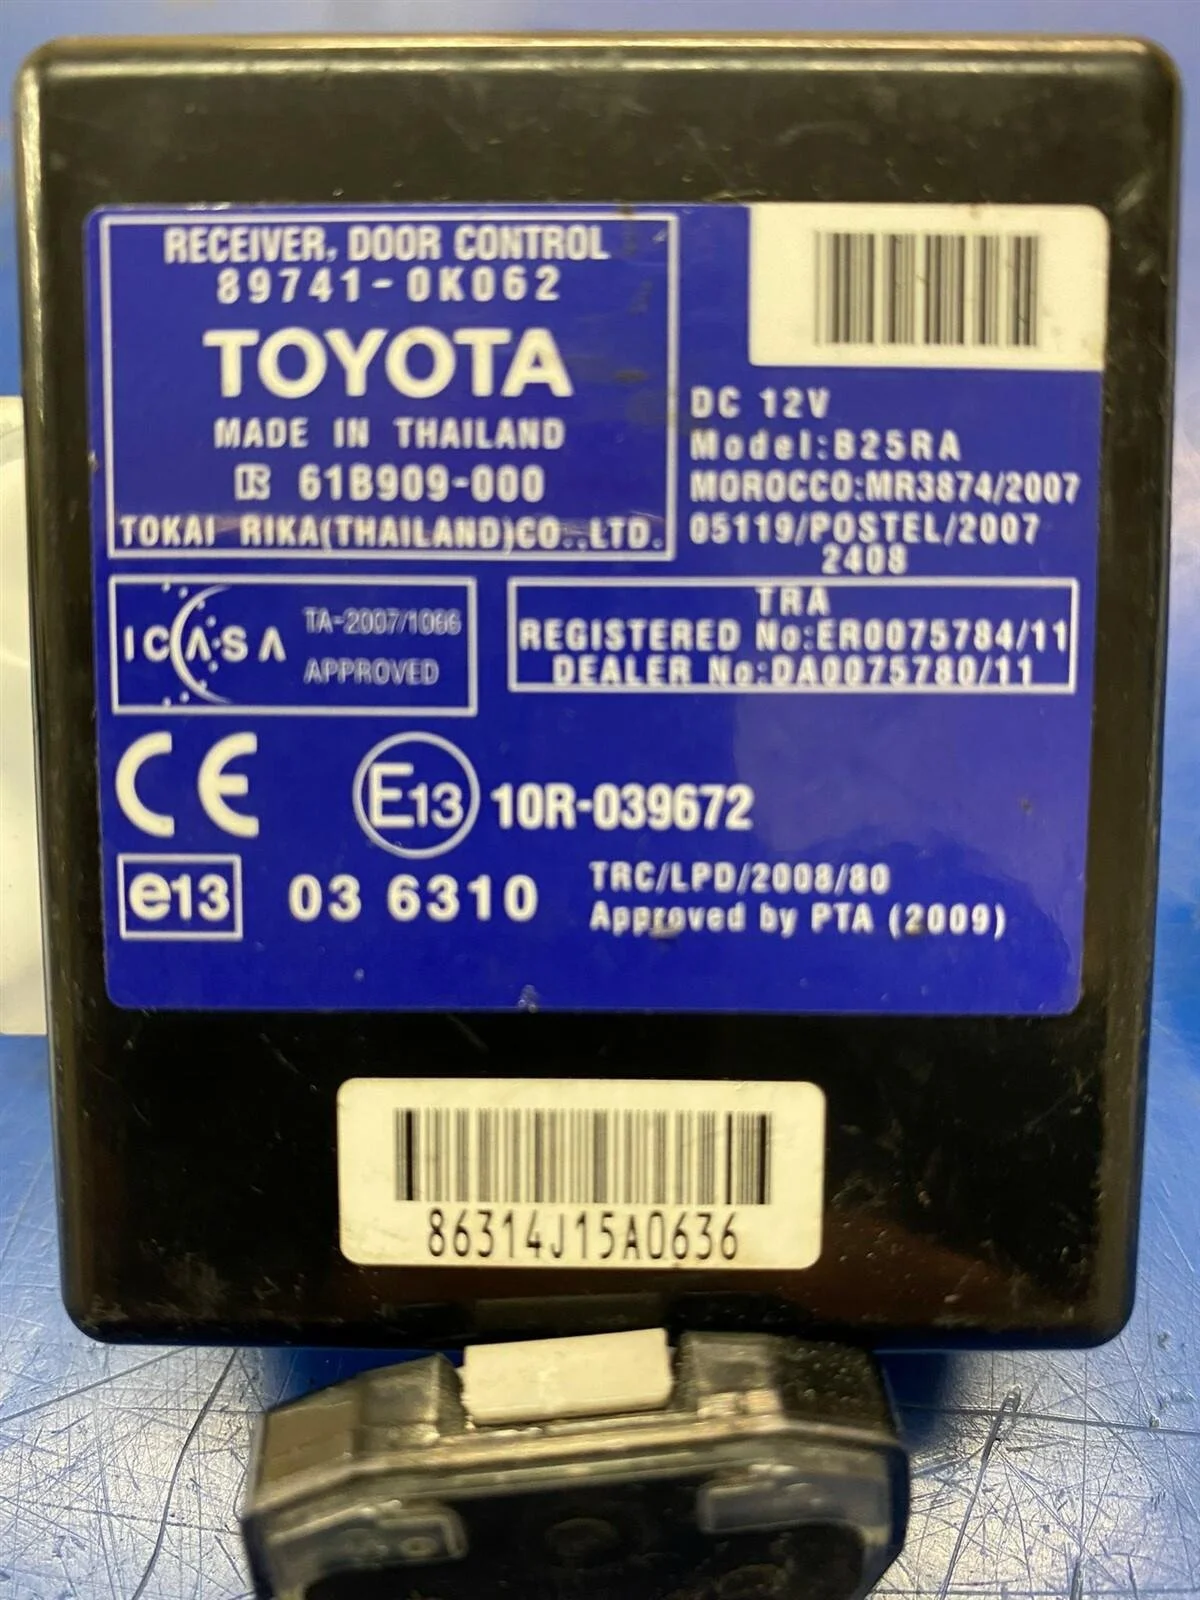 RECEIVER, DOOR CONTROL
89741-0K062
TOYOTA
MADE IN THAILAND
61B909-000
TOKAI RIKA(THAILAND)CO.,LTD.
DC 12V
Model:B25RA
MOROCCO:MR3874/2007
05119/POSTEL/2007
2408
ICASA
TA-2007/1066
APPROVED
TRA
REGISTERED No:ER0075784/11
DEALER No:DA0075780/11
CE
E13 10R-039672
e13 03 6310
TRC/LPD/2008/80
Approved by PTA (2009)
86314J15A0636